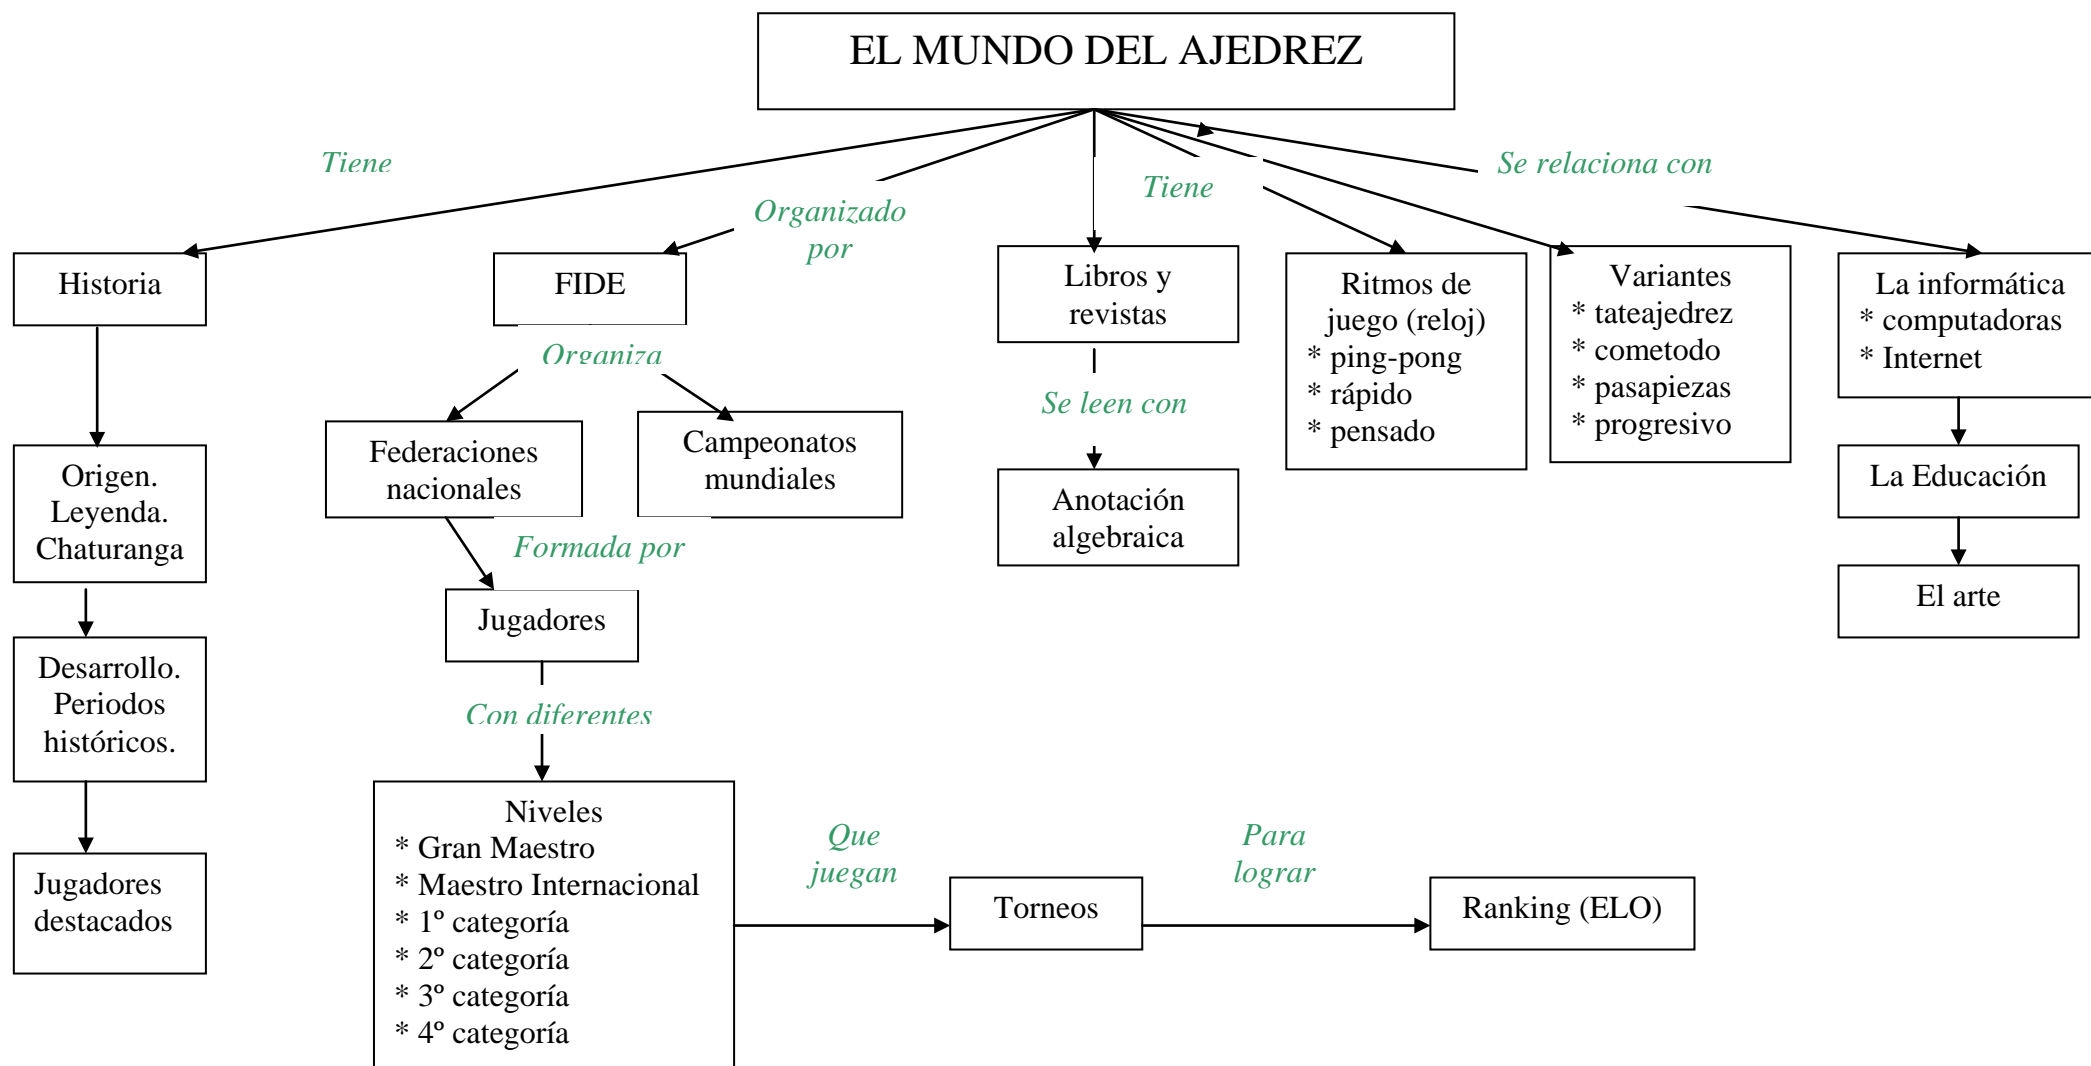 EL MUNDO DEL AJEDREZ
Tiene
Organizado
por
Tiene
Se relaciona con
Historia
FIDE
Libros y
revistas
Ritmos de
juego (reloj)
* ping-pong
* rápido
* pensado
Variantes
* tateajedrez
* cometodo
* pasapiezas
* progresivo
La informática
* computadoras
* Internet
Organiza
Se leen con
Origen.
Leyenda.
Chaturanga
Federaciones
nacionales
Campeonatos
mundiales
Anotación
algebraica
La Educación
Formada por
El arte
Jugadores
Desarrollo.
Periodos
históricos.
Con diferentes
Niveles
* Gran Maestro
* Maestro Internacional
* 1º categoría
* 2º categoría
* 3º categoría
* 4º categoría
Que
juegan
Para
lograr
Jugadores
destacados
Torneos
Ranking (ELO)